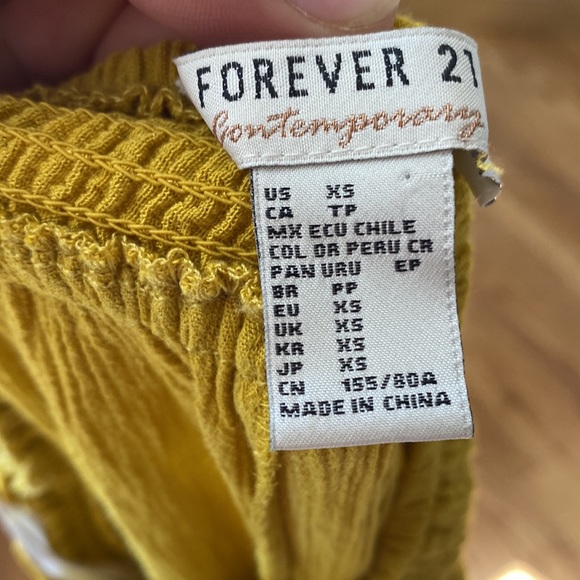 FOREVER 21
Contemporary
US XS
CA TP
MX ECU CHILE
COL DR PERU CR
PAN URU EP
BR PP
EU XS
UK XS
KR XS
JP XS
CN 155/80A
MADE IN CHINA